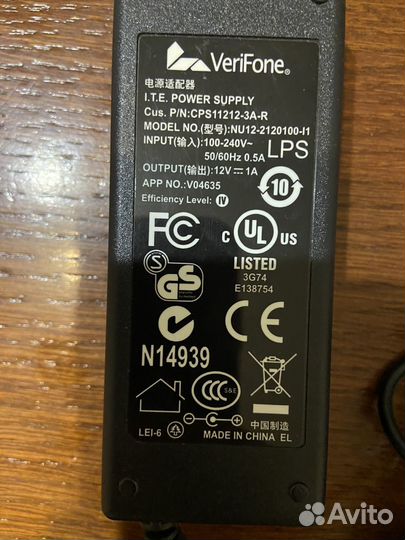 VeriFone®
电源适配器
I.T.E. POWER SUPPLY
Cus. P/N:CPS11212-3A-R
MODEL NO.(型号):NU12-2120100-I1
INPUT(输入):100-240V~
50/60Hz 0.5A
LPS
OUTPUT(输出):12V⎓1A
APP NO.:V04635
Efficiency Level: IV
10
FC
C UL® US
LISTED
3G74
E138754
S
GS
CE
N14939
CCC S&E
LEI-6
MADE IN CHINA EL
中国制造
Avito